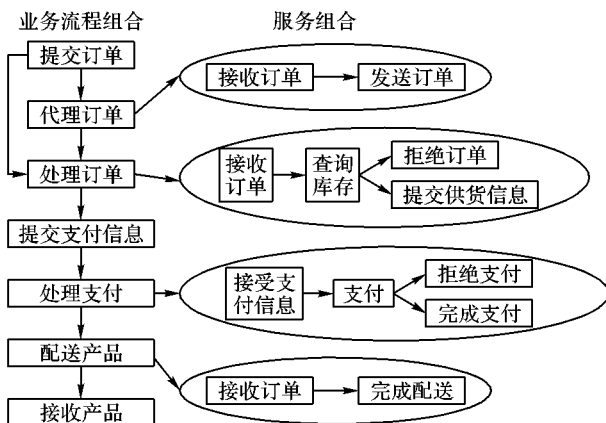 业务流程组合
服务组合
提交订单
接收订单
发送订单
代理订单
处理订单
接收
订单
查询
库存
拒绝订单
提交供货信息
提交支付信息
处理支付
接受支
付信息
支付
拒绝支付
完成支付
配送产品
接收订单
完成配送
接收产品